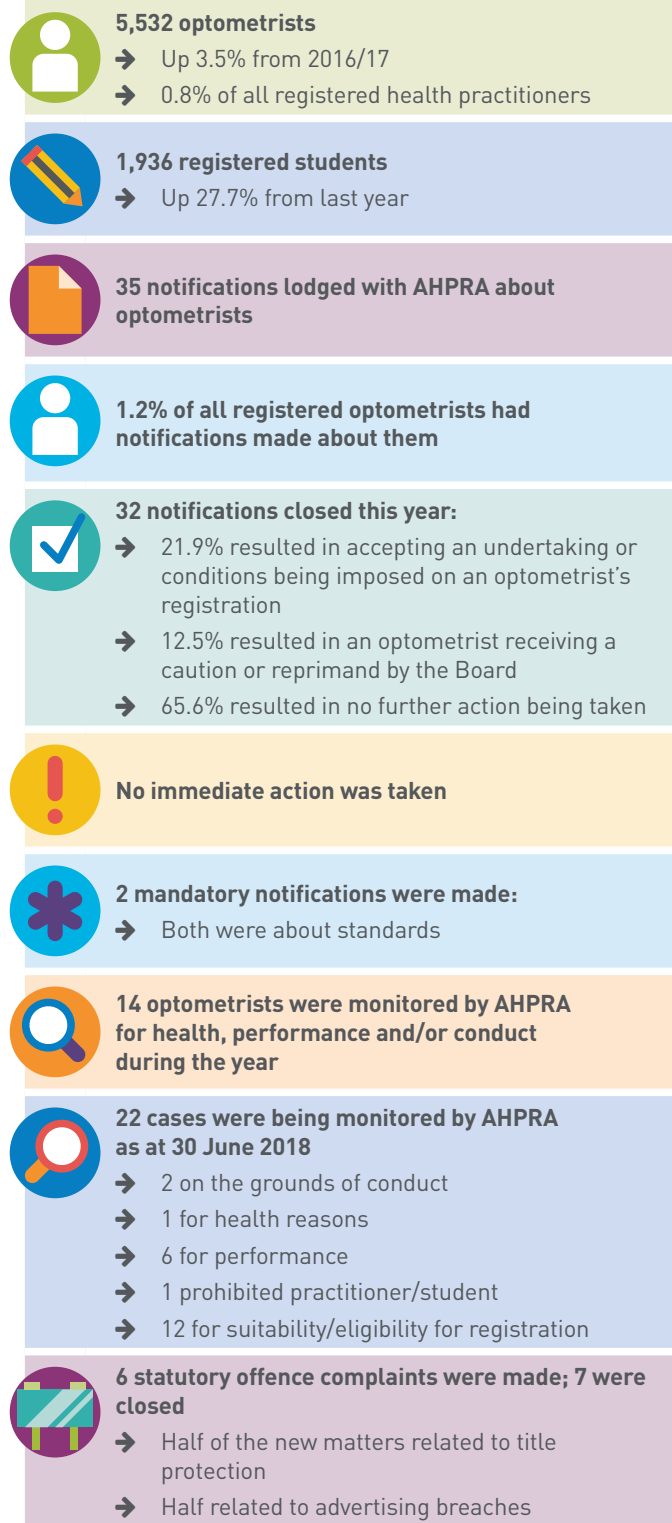 5,532 optometrists
→ Up 3.5% from 2016/17
→ 0.8% of all registered health practitioners
1,936 registered students
→ Up 27.7% from last year
35 notifications lodged with AHPRA about
optometrists
1.2% of all registered optometrists had
notifications made about them
32 notifications closed this year:
→ 21.9% resulted in accepting an undertaking or
conditions being imposed on an optometrist’s
registration
→ 12.5% resulted in an optometrist receiving a
caution or reprimand by the Board
→ 65.6% resulted in no further action being taken
No immediate action was taken
2 mandatory notifications were made:
→ Both were about standards
14 optometrists were monitored by AHPRA
for health, performance and/or conduct
during the year
22 cases were being monitored by AHPRA
as at 30 June 2018
→ 2 on the grounds of conduct
→ 1 for health reasons
→ 6 for performance
→ 1 prohibited practitioner/student
→ 12 for suitability/eligibility for registration
6 statutory offence complaints were made; 7 were
closed
→ Half of the new matters related to title
protection
→ Half related to advertising breaches